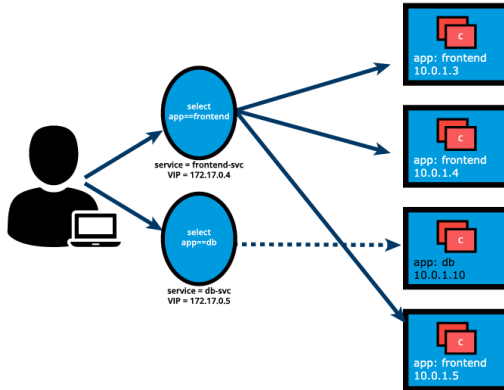 select
app==frontend
service = frontend-svc
VIP = 172.17.0.4
select
app==db
service = db-svc
VIP = 172.17.0.5
C
app: frontend
10.0.1.3
C
app: frontend
10.0.1.4
C
app: db
10.0.1.10
C
app: frontend
10.0.1.5